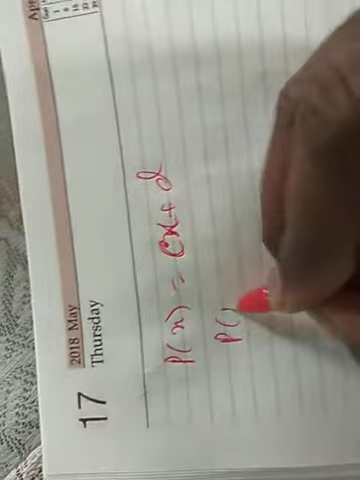 17
2018 May
Thursday
P(x) = cx + d
P(